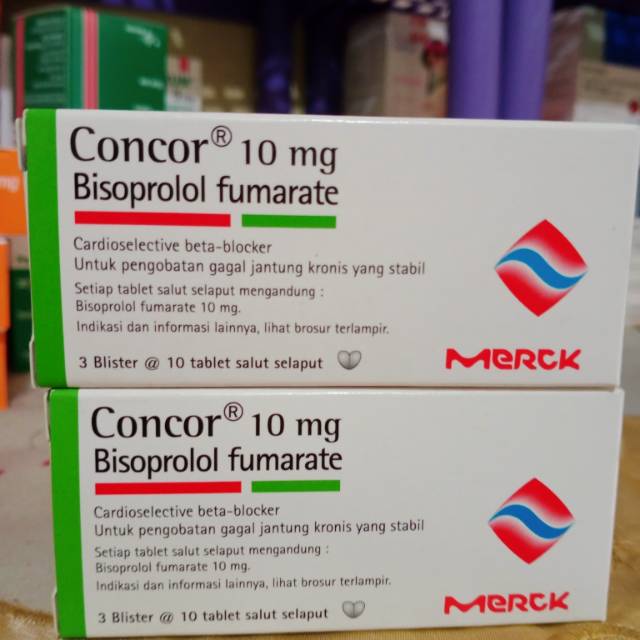 Concor® 10 mg
Bisoprolol fumarate
Cardioselective beta-blocker
Untuk pengobatan gagal jantung kronis yang stabil
Setiap tablet salut selaput mengandung :
Bisoprolol fumarate 10 mg.
Indikasi dan informasi lainnya, lihat brosur terlampir.
3 Blister @ 10 tablet salut selaput
MERCK
Concor® 10 mg
Bisoprolol fumarate
Cardioselective beta-blocker
Untuk pengobatan gagal jantung kronis yang stabil
Setiap tablet salut selaput mengandung :
Bisoprolol fumarate 10 mg.
Indikasi dan informasi lainnya, lihat brosur terlampir.
3 Blister @ 10 tablet salut selaput
MERCK